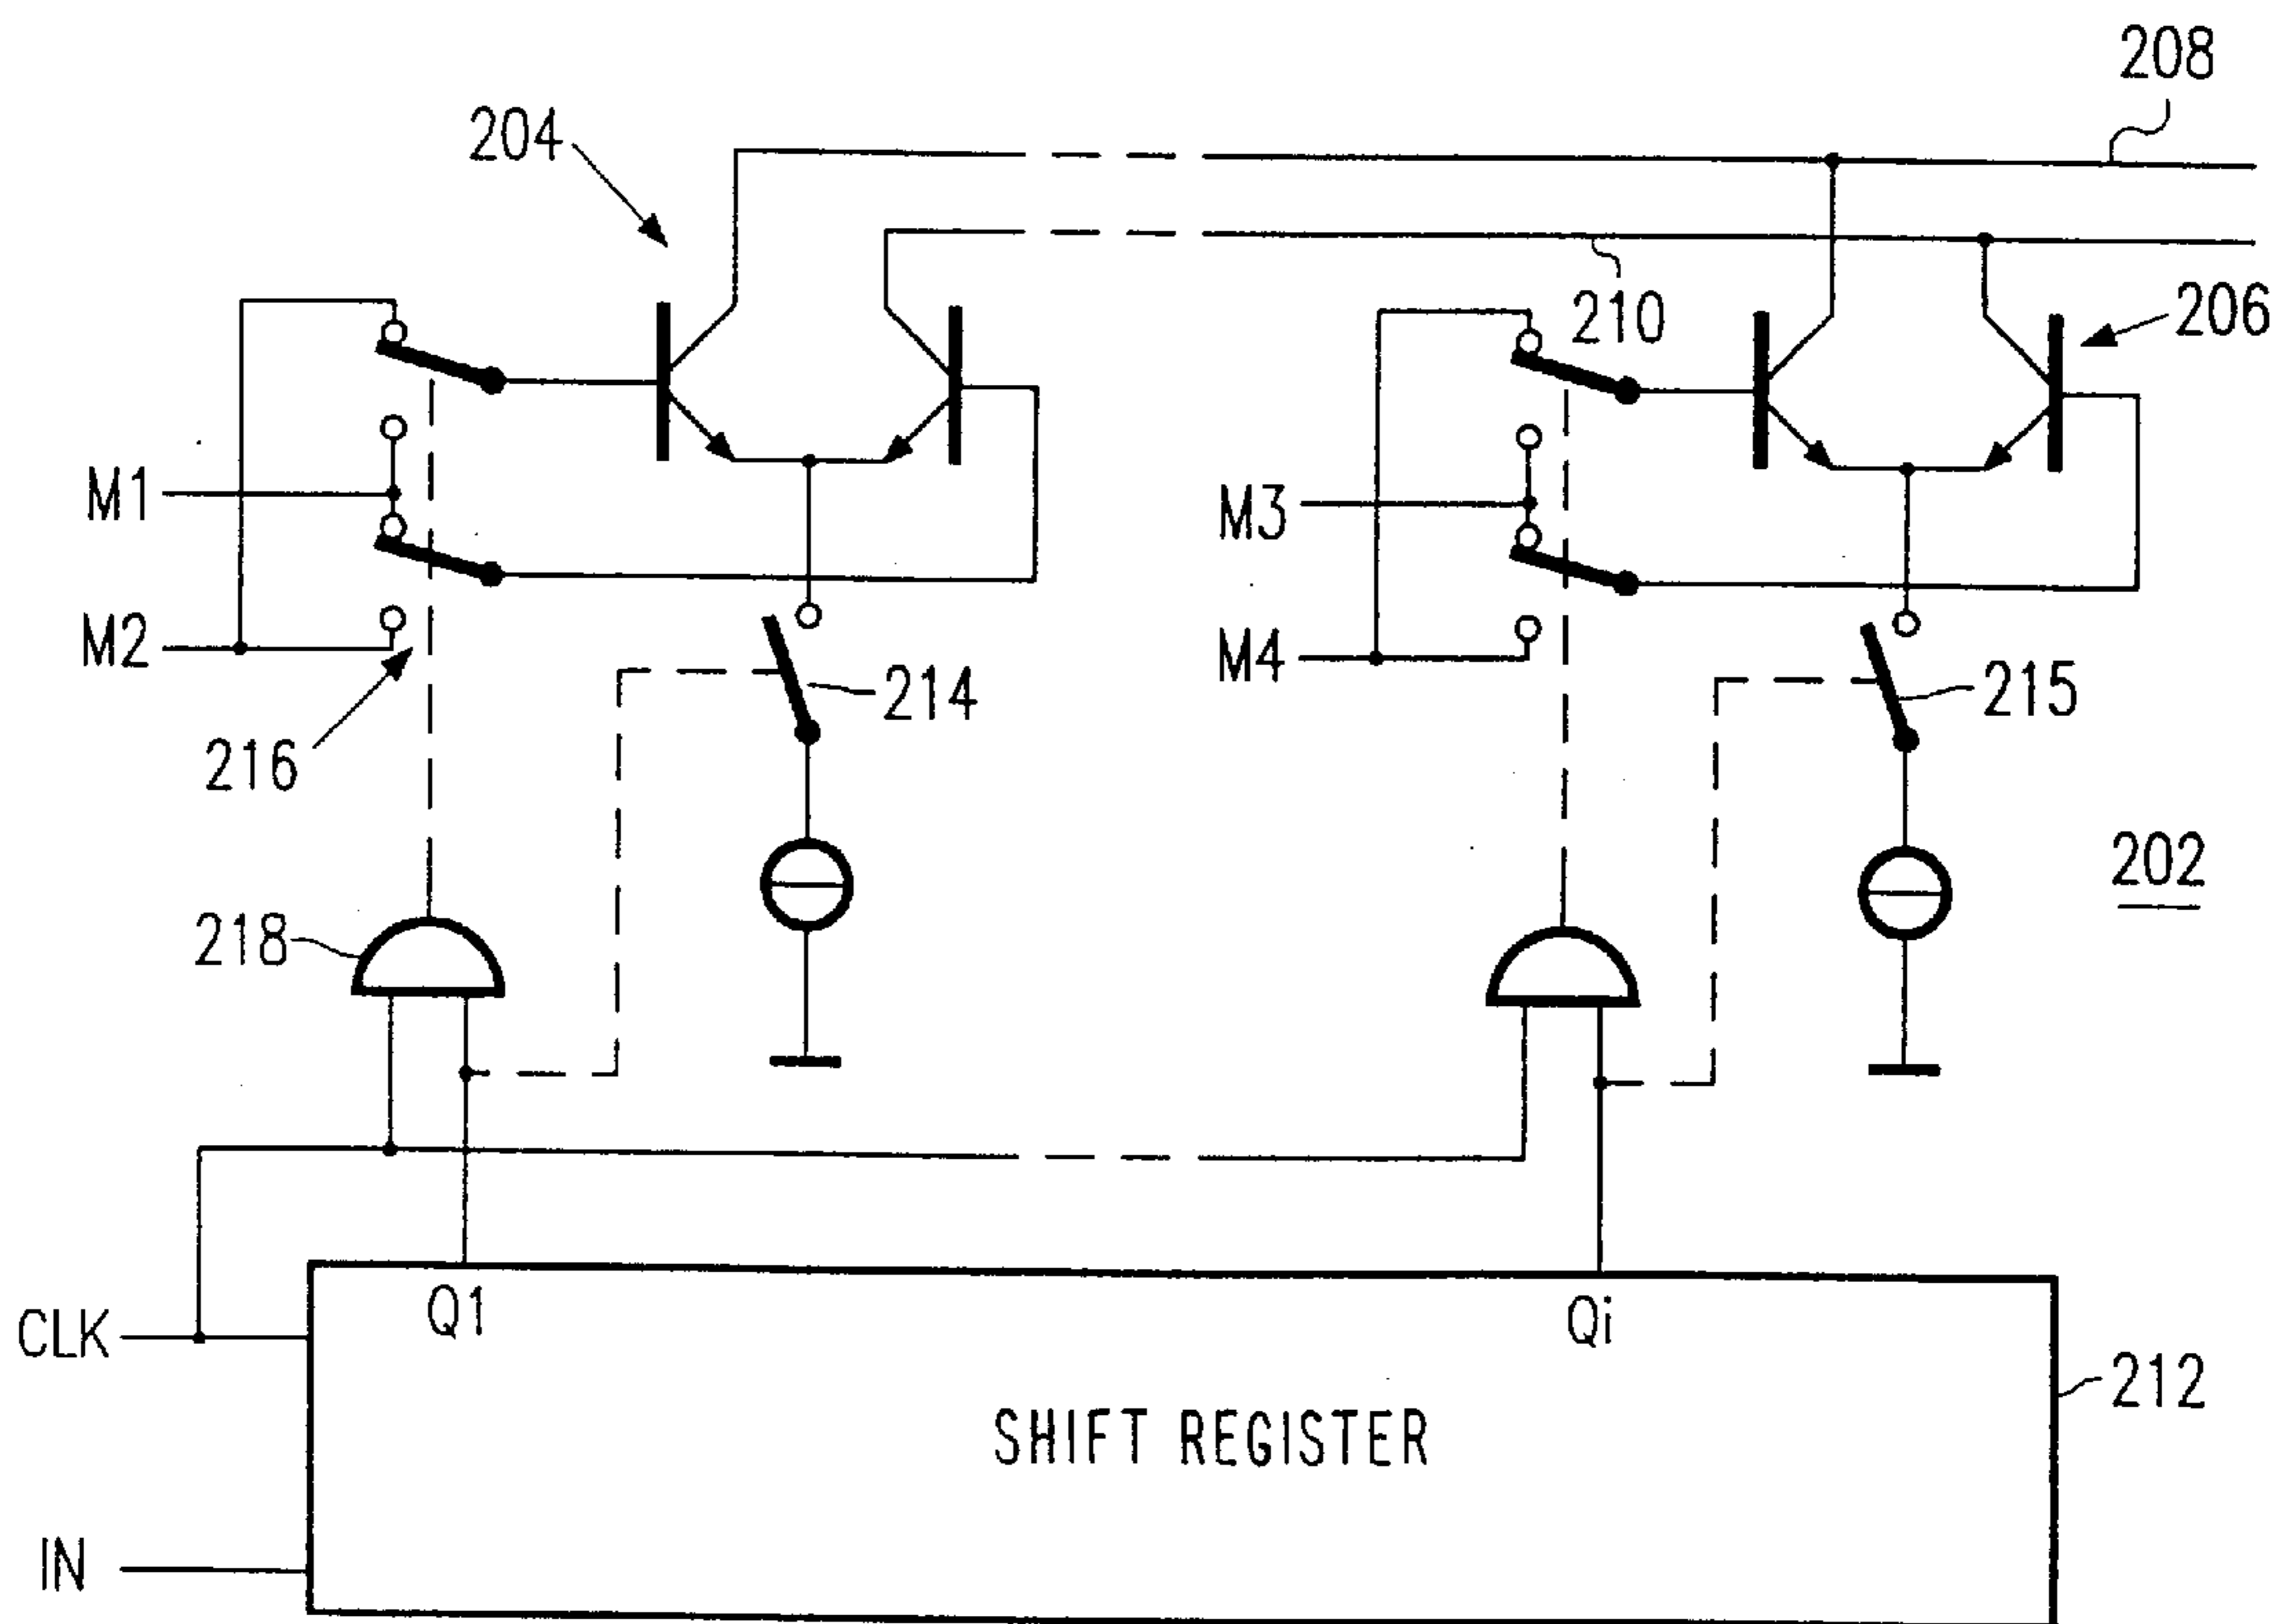 208
204
210
206
M1
M3
M2
M4
214
215
216
202
218
Q1
Qi
CLK
212
SHIFT REGISTER
IN